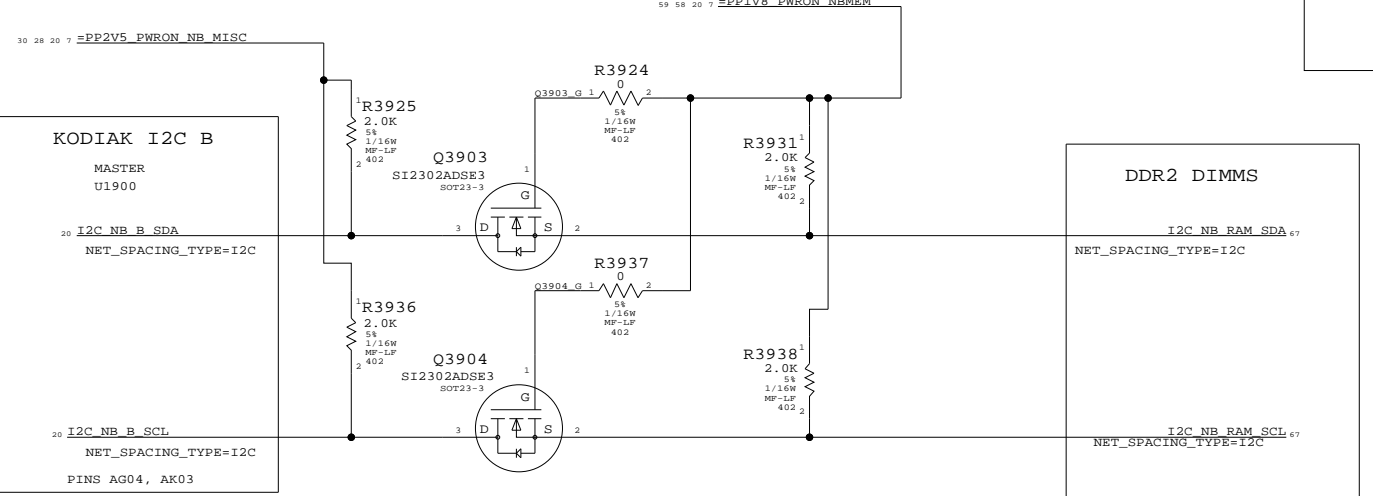 59 58 20 7 =PP1V8_PWRON_NBMEM
30 28 20 7 =PP2V5_PWRON_NB_MISC
R3924
0
Q3903_G 1 2
5%
1/16W
MF-LF
402
1
R3925
2.0K
5%
1/16W
MF-LF
402
2
KODIAK I2C B
MASTER
U1900
Q3903
SI2302ADSE3
SOT23-3
1
G
D
S
3
2
R3931
1
2.0K
5%
1/16W
MF-LF
402
2
DDR2 DIMMS
20 I2C_NB_B_SDA
NET_SPACING_TYPE=I2C
I2C_NB_RAM_SDA 67
NET_SPACING_TYPE=I2C
R3937
0
Q3904_G 1 2
5%
1/16W
MF-LF
402
1
R3936
2.0K
5%
1/16W
MF-LF
402
2
Q3904
SI2302ADSE3
SOT23-3
1
G
D
S
3
2
R3938
1
2.0K
5%
1/16W
MF-LF
402
2
20 I2C_NB_B_SCL
NET_SPACING_TYPE=I2C
I2C_NB_RAM_SCL 67
NET_SPACING_TYPE=I2C
PINS AG04, AK03